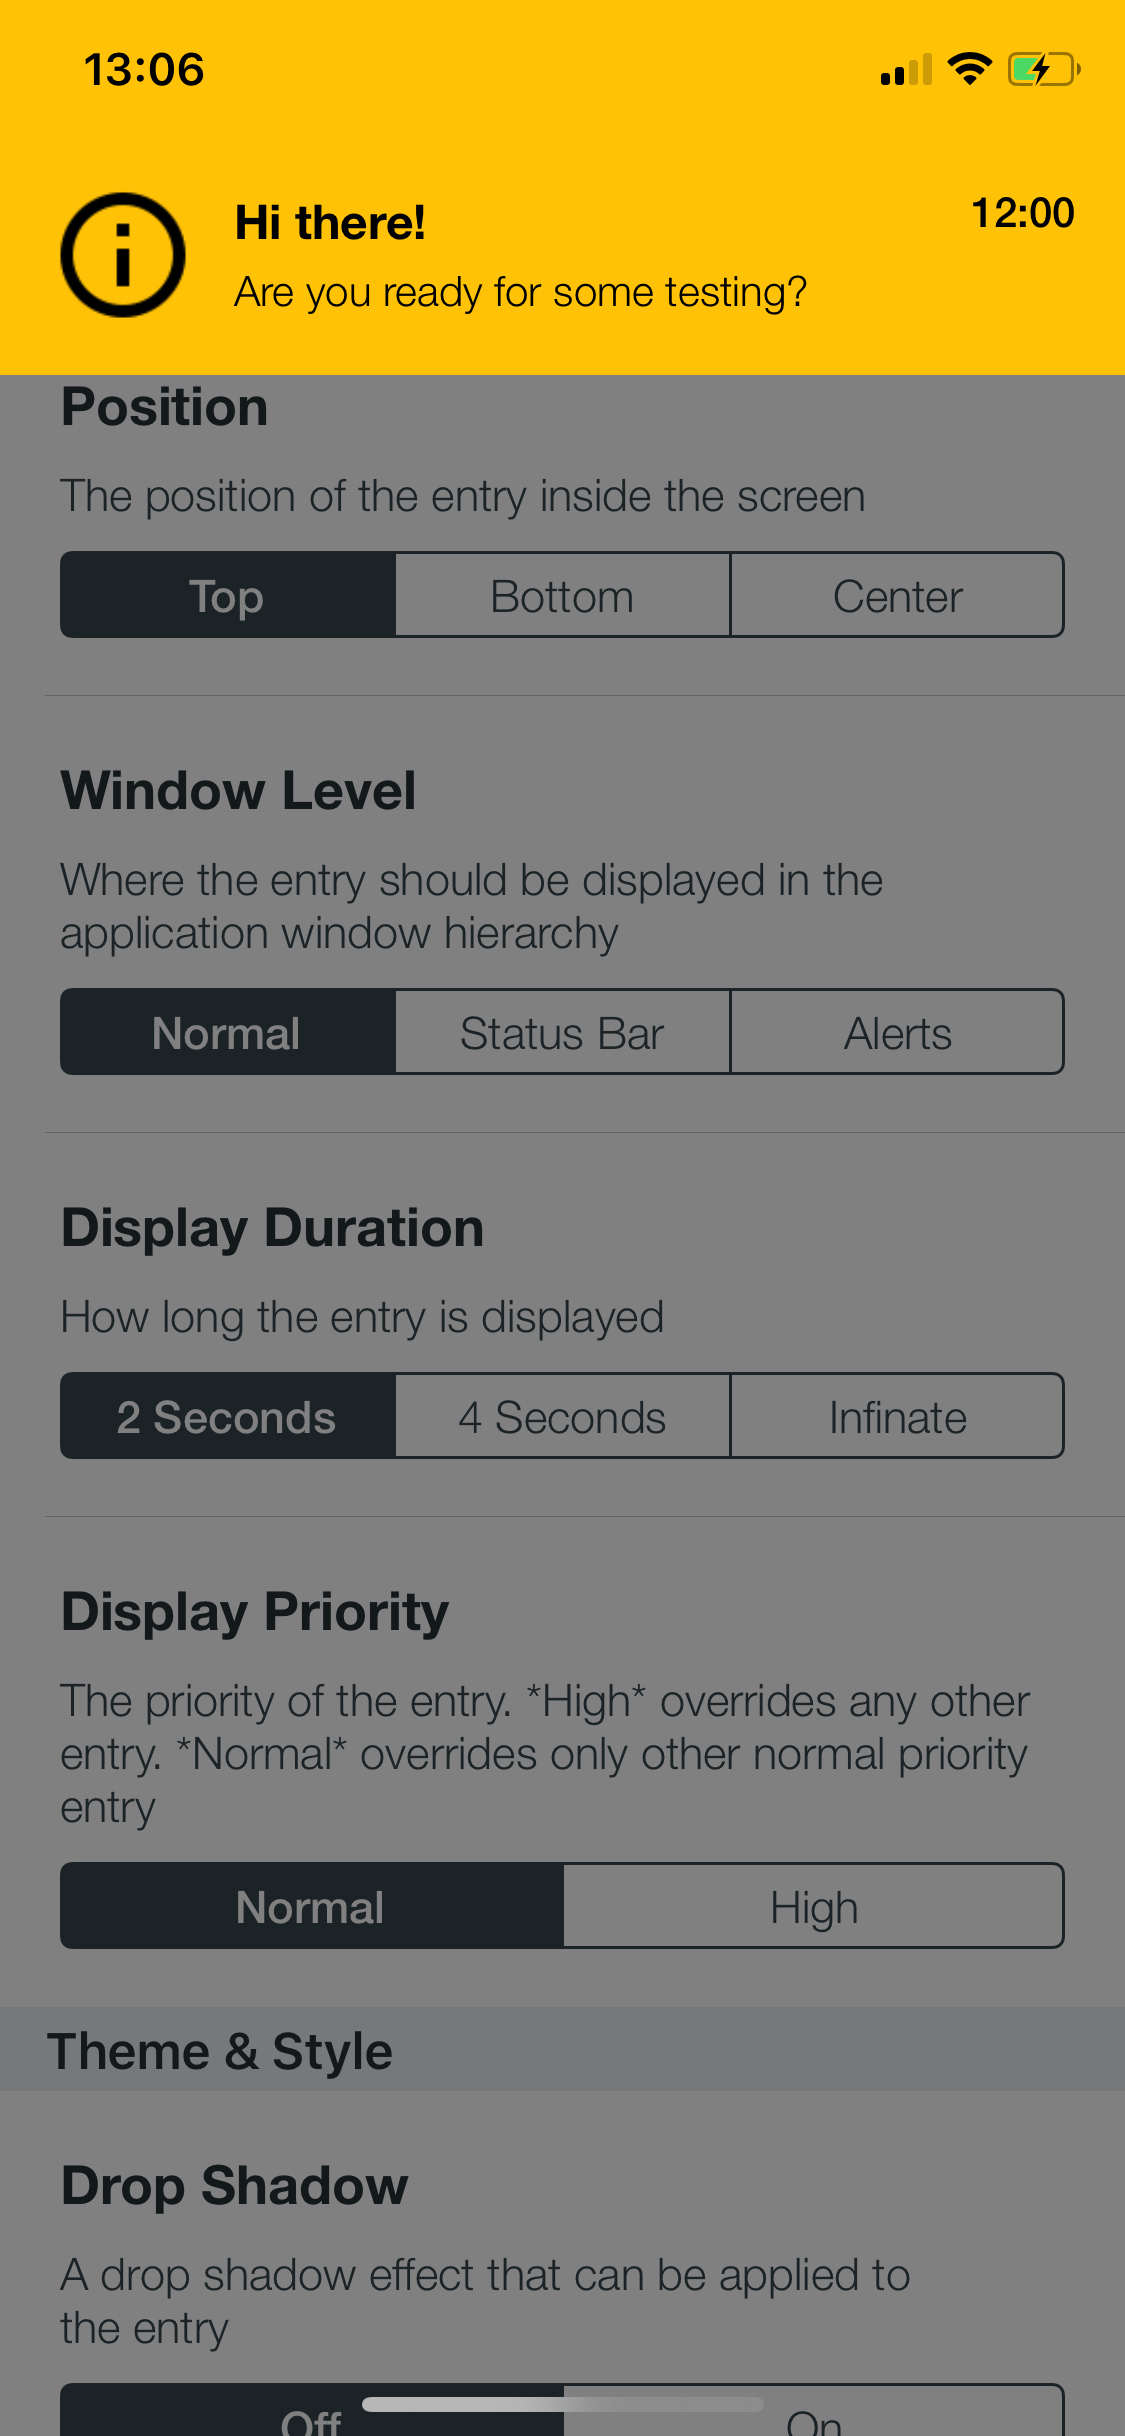 13:06
Hi there!
12:00
Are you ready for some testing?
Position
The position of the entry inside the screen
Top
Bottom
Center
Window Level
Where the entry should be displayed in the
application window hierarchy
Normal
Status Bar
Alerts
Display Duration
How long the entry is displayed
2 Seconds
4 Seconds
Infinate
Display Priority
The priority of the entry. *High* overrides any other
entry. *Normal* overrides only other normal priority
entry
Normal
High
Theme & Style
Drop Shadow
A drop shadow effect that can be applied to
the entry
Off
On